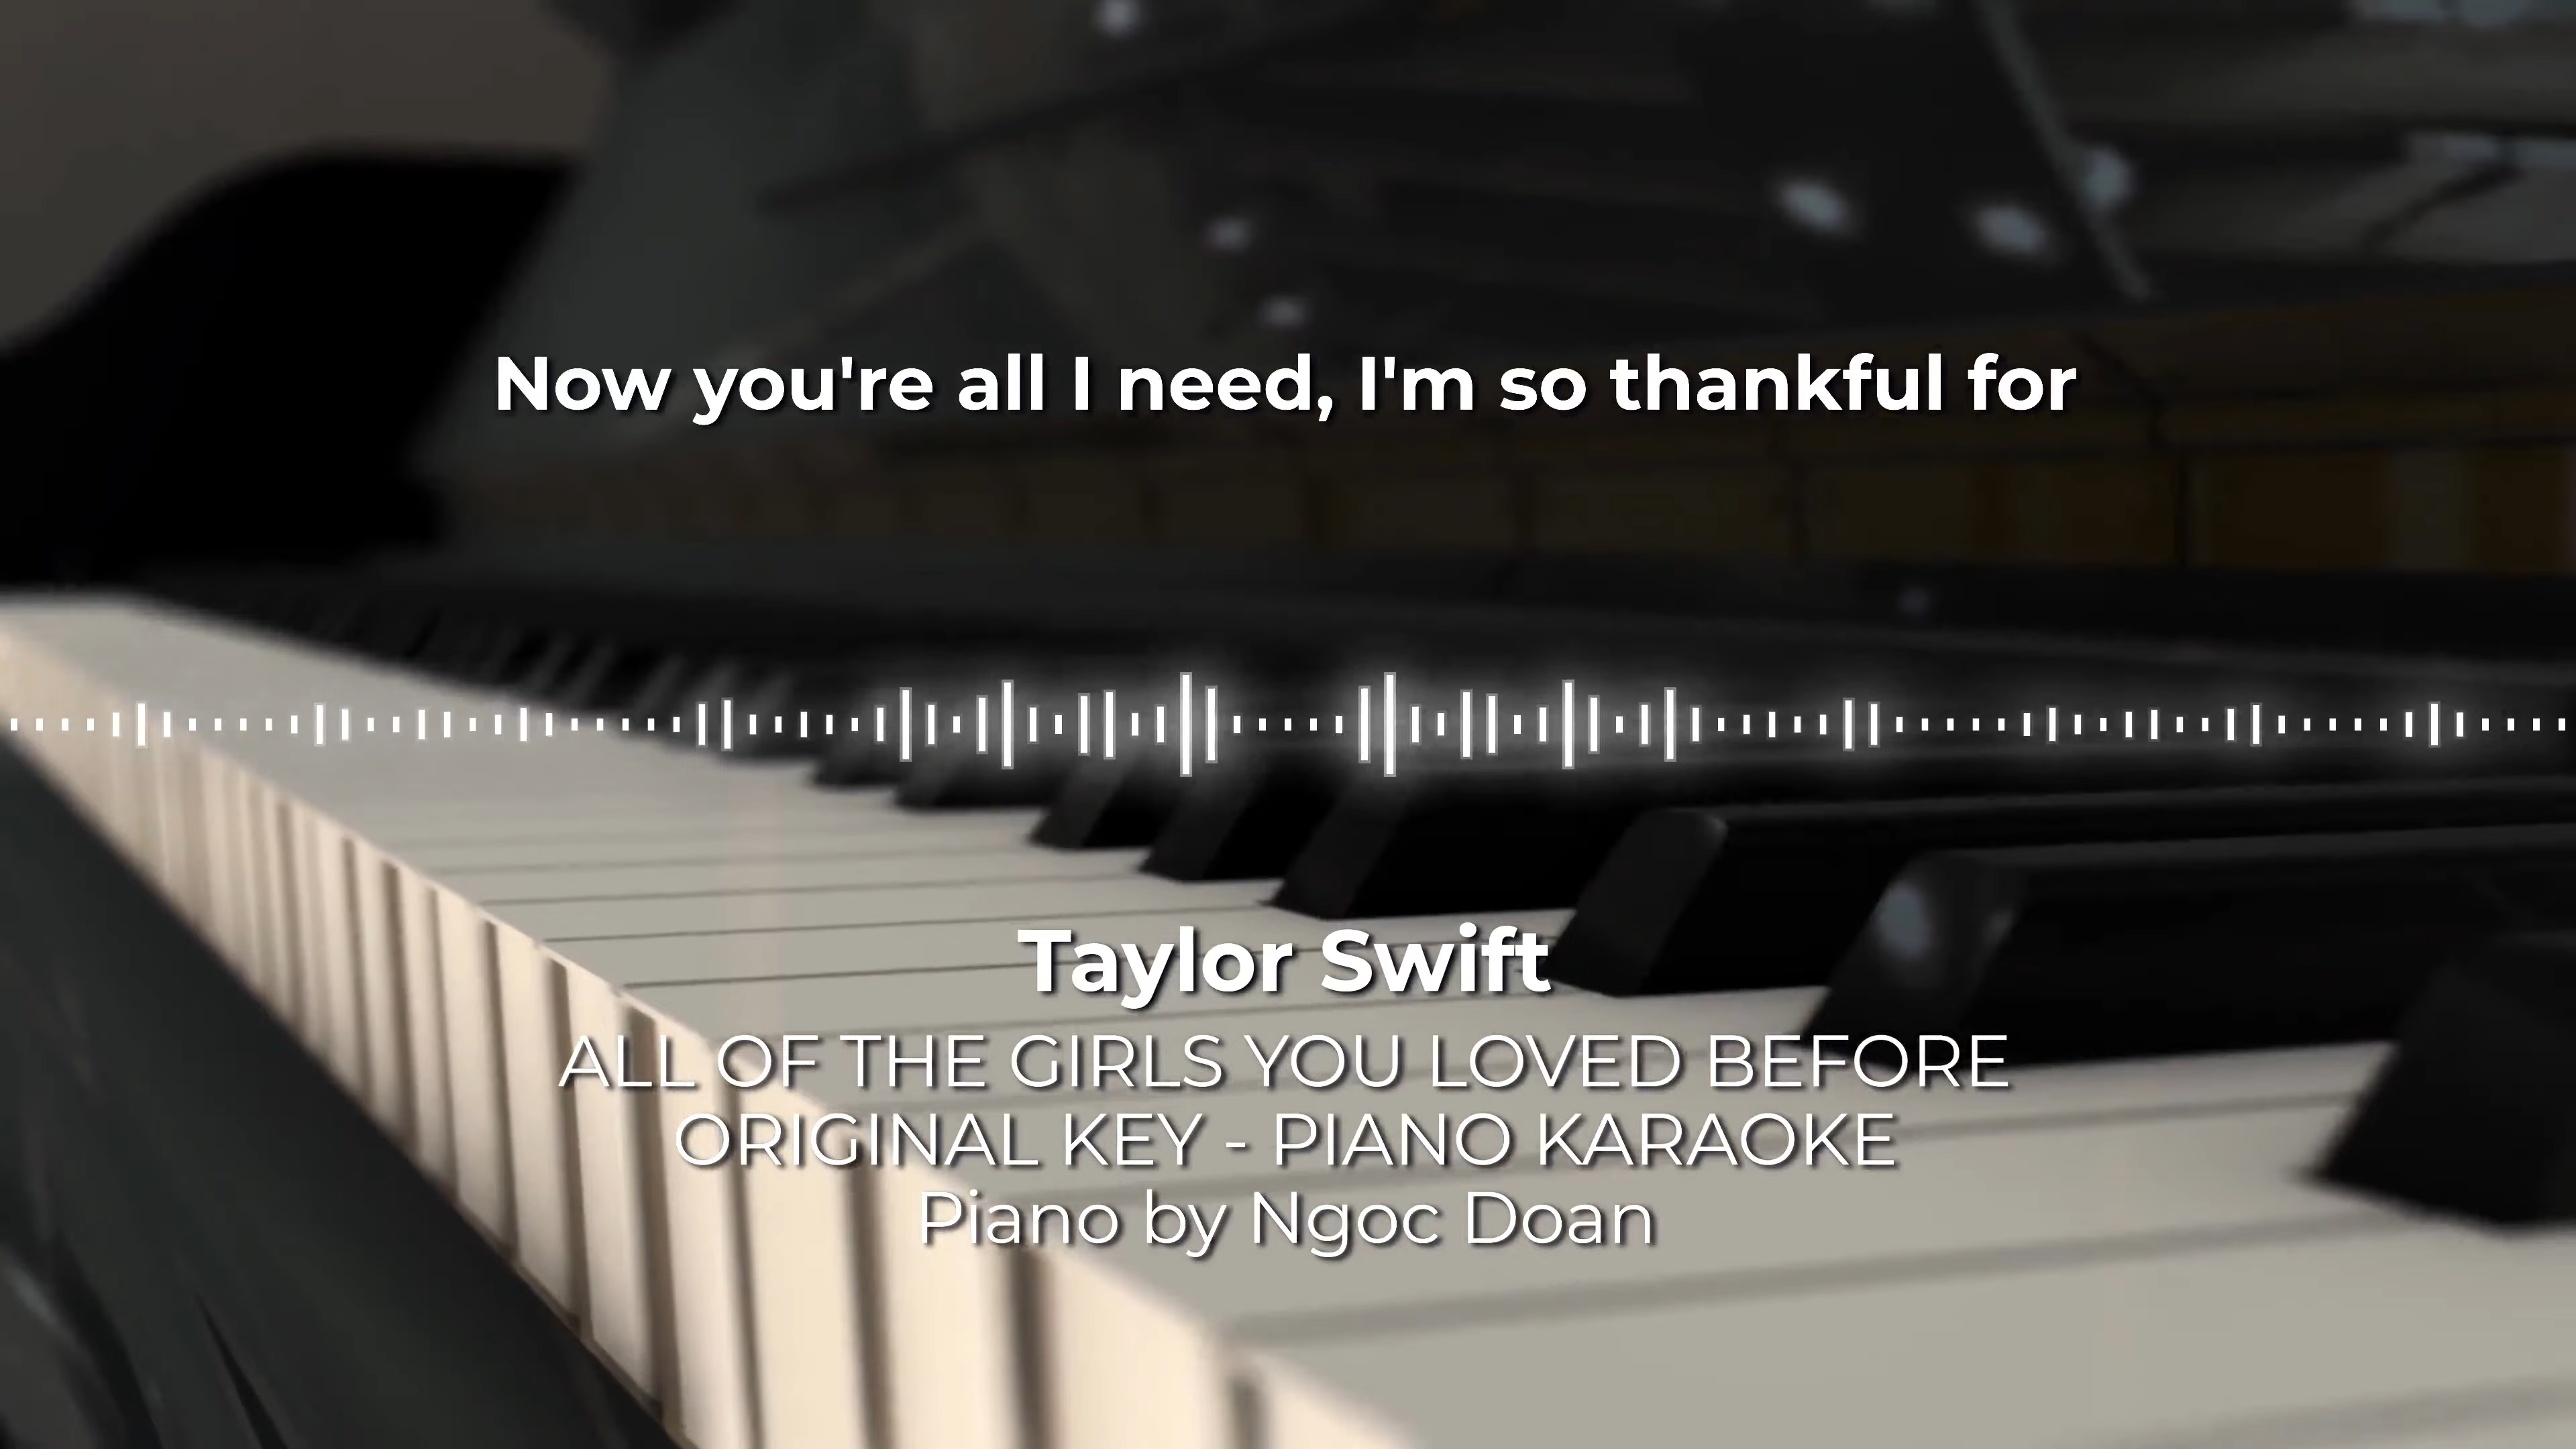 Now you're all I need, I'm so thankful for
Taylor Swift
ALL OF THE GIRLS YOU LOVED BEFORE
ORIGINAL KEY - PIANO KARAOKE
Piano by Ngoc Doan